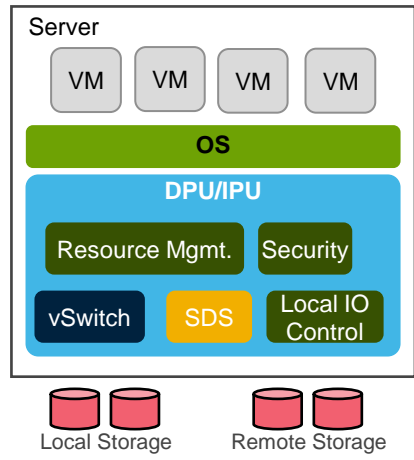 Server
VM VM VM VM
OS
DPU/IPU
Resource Mgmt. Security
vSwitch SDS Local IO
Control
Local Storage Remote Storage